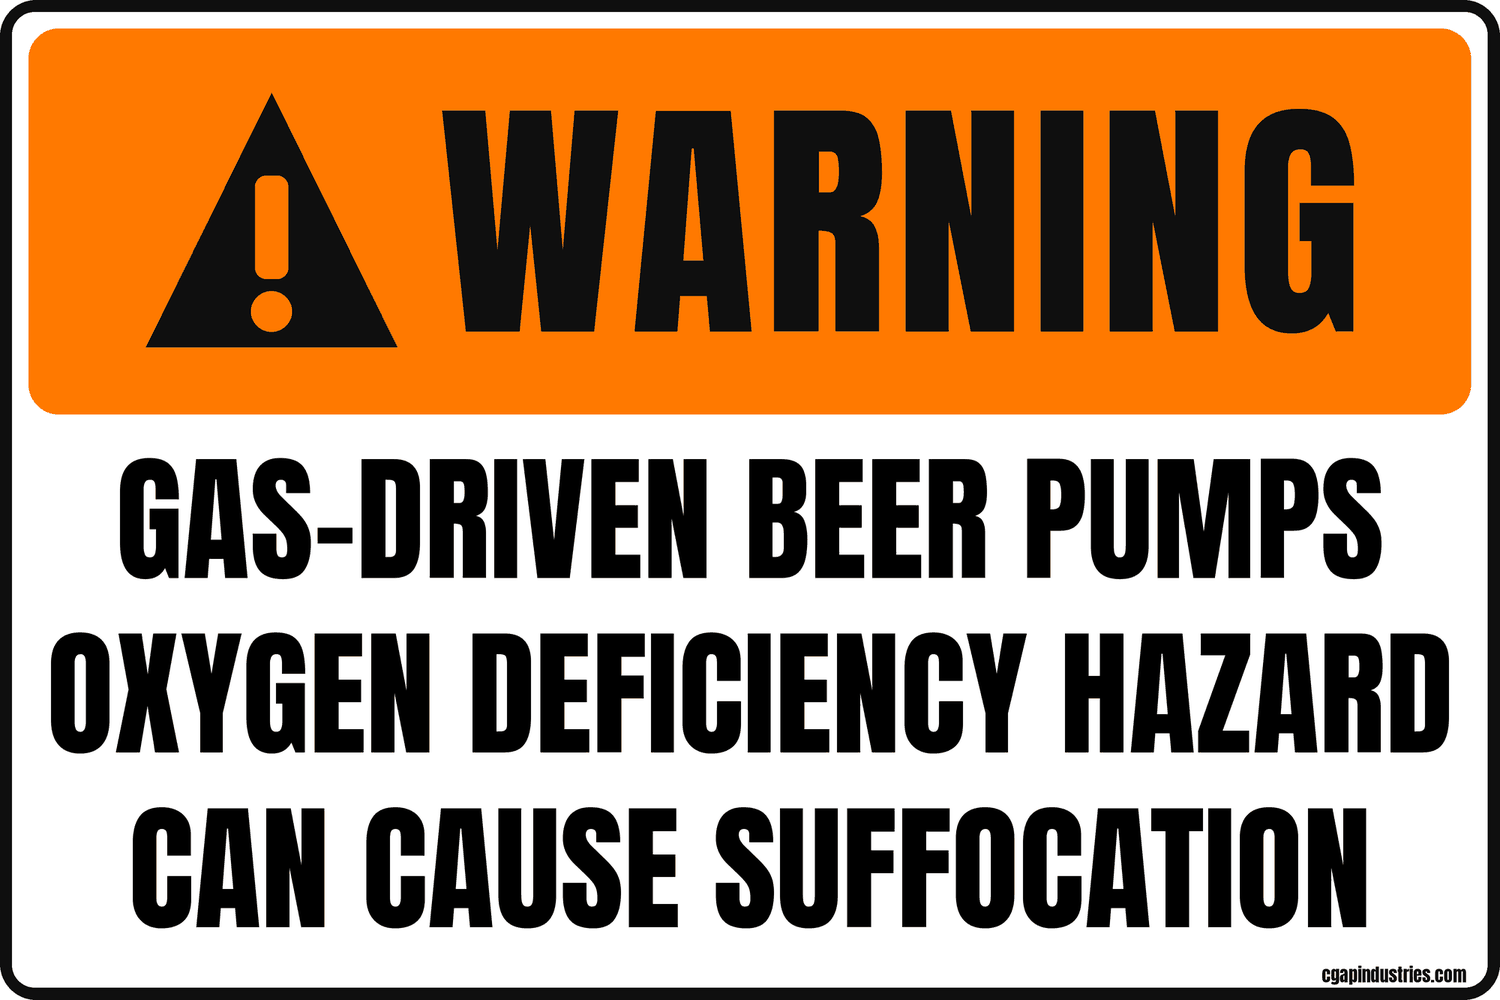 WARNING
GAS-DRIVEN BEER PUMPS
OXYGEN DEFICIENCY HAZARD
CAN CAUSE SUFFOCATION
cgapindustries.com